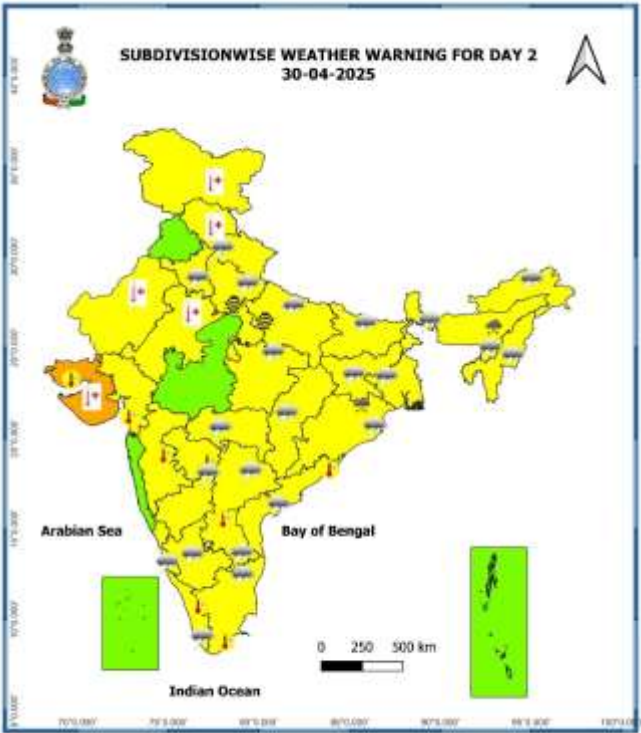 SUBDIVISIONWISE WEATHER WARNING FOR DAY 2
30-04-2025
Arabian Sea
Bay of Bengal
0 250 500 km
Indian Ocean